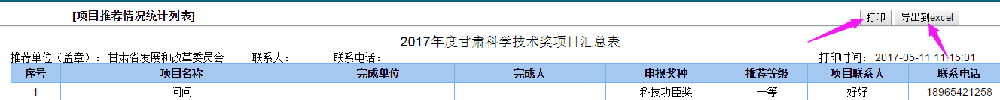 [项目推荐情况统计列表] 打印 导出到excel
2017年度甘肃科学技术奖项目汇总表
推荐单位（盖章）：甘肃省发展和改革委员会 联系人： 联系电话： 打印时间： 2017-05-11 11:15:01
序号 项目名称 完成单位 完成人 申报奖种 推荐等级 项目联系人 联系电话
1 问问 科技功臣奖 一等 好好 18965421258